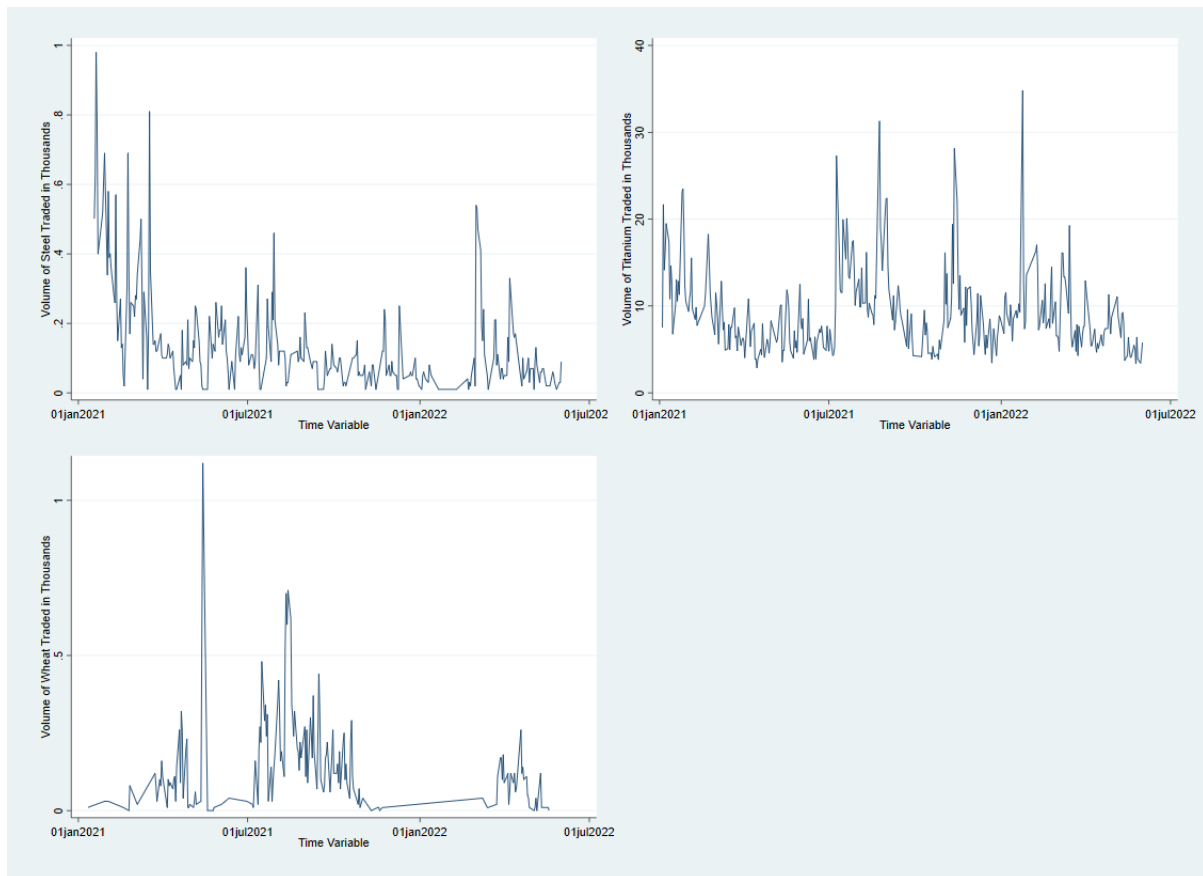 Volume of Steel Traded in Thousands
1
.8
.6
.4
.2
0
01jan2021 01jul2021 01jan2022 01jul202
Time Variable
Volume of Titanium Traded in Thousands
40
30
20
10
0
01jan2021 01jul2021 01jan2022 01jul2022
Time Variable
Volume of Wheat Traded in Thousands
1
.5
0
01jan2021 01jul2021 01jan2022 01jul2022
Time Variable